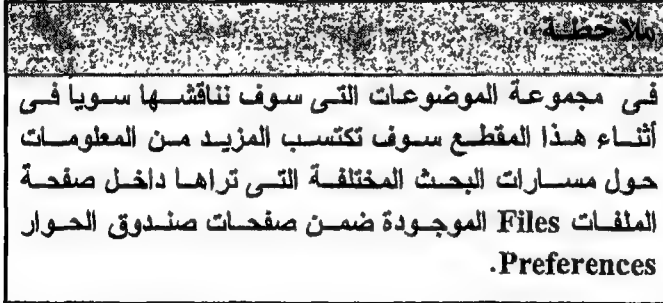 ملاحظة
فى مجموعة الموضوعات التى سوف نناقشها سوياً فى
أثناء هذا المقطع سوف تكتسب المزيد من المعلومات
حول مسارات البحث المختلفة التى تراها داخل صفحة
الملفات Files الموجودة ضمن صفحات صندوق الحوار
Preferences.